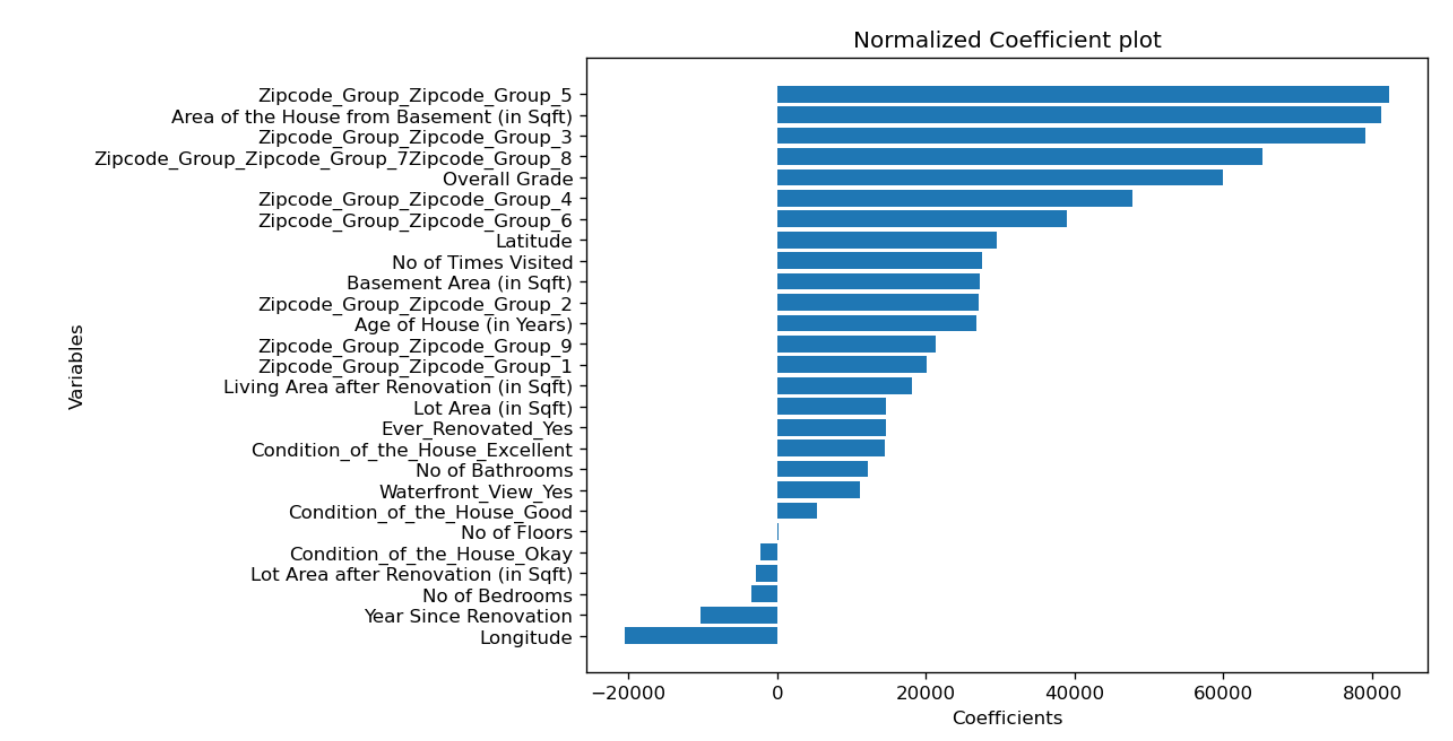 Normalized Coefficient plot
Zipcode_Group_Zipcode_Group_5
Area of the House from Basement (in Sqft)
Zipcode_Group_Zipcode_Group_3
Zipcode_Group_Zipcode_Group_7Zipcode_Group_8
Overall Grade
Zipcode_Group_Zipcode_Group_4
Zipcode_Group_Zipcode_Group_6
Latitude
No of Times Visited
Basement Area (in Sqft)
Zipcode_Group_Zipcode_Group_2
Age of House (in Years)
Zipcode_Group_Zipcode_Group_9
Zipcode_Group_Zipcode_Group_1
Living Area after Renovation (in Sqft)
Lot Area (in Sqft)
Ever_Renovated_Yes
Condition_of_the_House_Excellent
No of Bathrooms
Waterfront_View_Yes
Condition_of_the_House_Good
No of Floors
Condition_of_the_House_Okay
Lot Area after Renovation (in Sqft)
No of Bedrooms
Year Since Renovation
Longitude
Variables
−20000 0 20000 40000 60000 80000
Coefficients